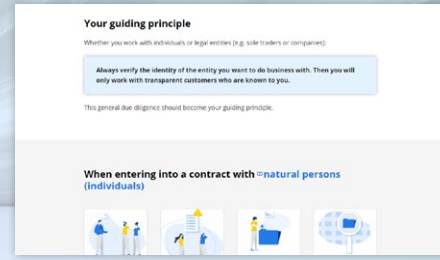 Your guiding principle
Whether you work with individuals or legal entities (e.g. sole traders or companies):
Always verify the identity of the entity you want to do business with. Then you will
only work with transparent customers who are known to you.
This general due diligence should become your guiding principle.
When entering into a contract with natural persons
(individuals)